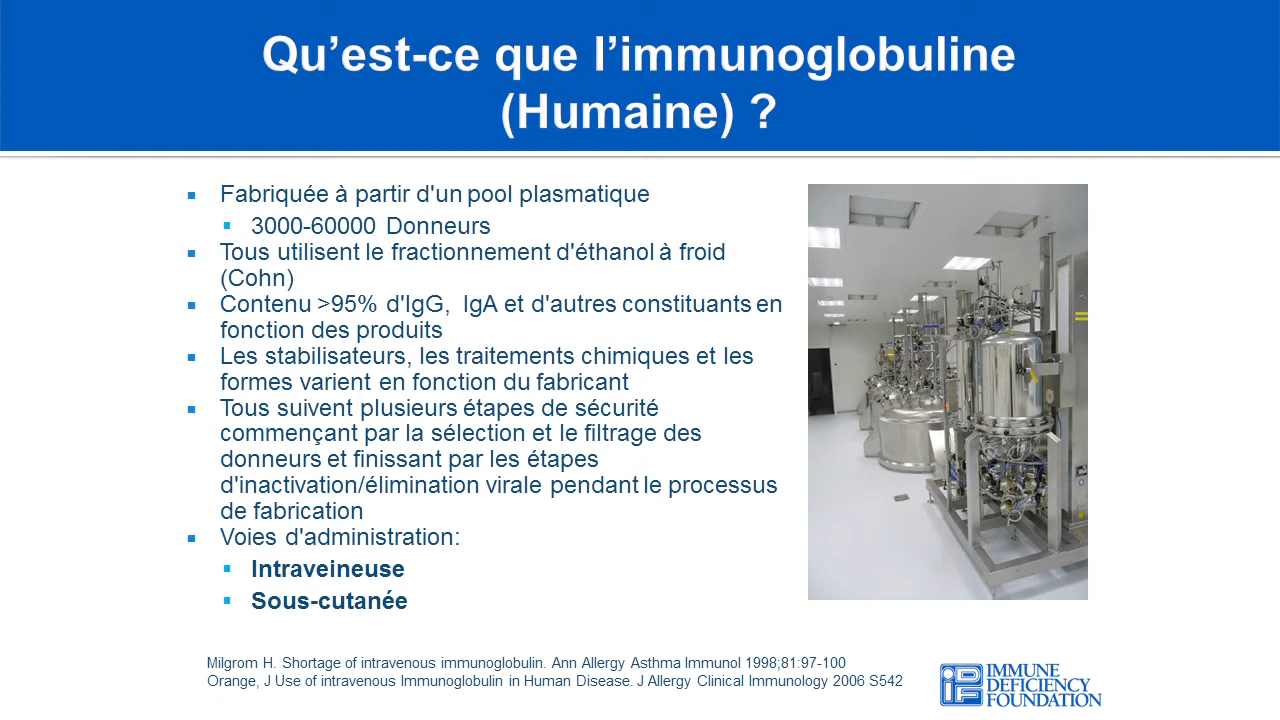 Qu’est-ce que l’immunoglobuline
(Humaine) ?
Fabriquée à partir d'un pool plasmatique
3000-60000 Donneurs
Tous utilisent le fractionnement d'éthanol à froid
(Cohn)
Contenu >95% d'IgG, IgA et d'autres constituants en
fonction des produits
Les stabilisateurs, les traitements chimiques et les
formes varient en fonction du fabricant
Tous suivent plusieurs étapes de sécurité
commençant par la sélection et le filtrage des
donneurs et finissant par les étapes
d'inactivation/élimination virale pendant le processus
de fabrication
Voies d'administration:
Intraveineuse
Sous-cutanée
Milgrom H. Shortage of intravenous immunoglobulin. Ann Allergy Asthma Immunol 1998;81:97-100
Orange, J Use of intravenous Immunoglobulin in Human Disease. J Allergy Clinical Immunology 2006 S542
IDF
IMMUNE
DEFICIENCY
FOUNDATION